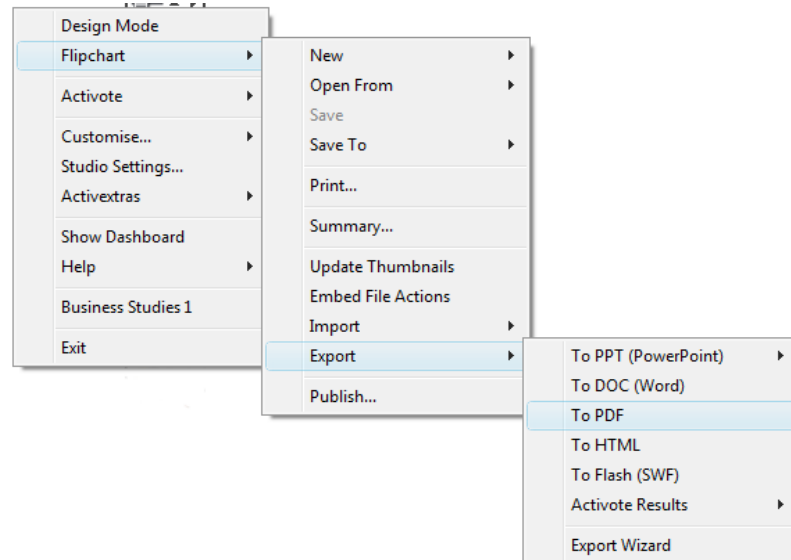 Design Mode
Flipchart
Activote
Customise...
Studio Settings...
Activextras
Show Dashboard
Help
Business Studies 1
Exit
New
Open From
Save
Save To
Print...
Summary...
Update Thumbnails
Embed File Actions
Import
Export
Publish...
To PPT (PowerPoint)
To DOC (Word)
To PDF
To HTML
To Flash (SWF)
Activote Results
Export Wizard